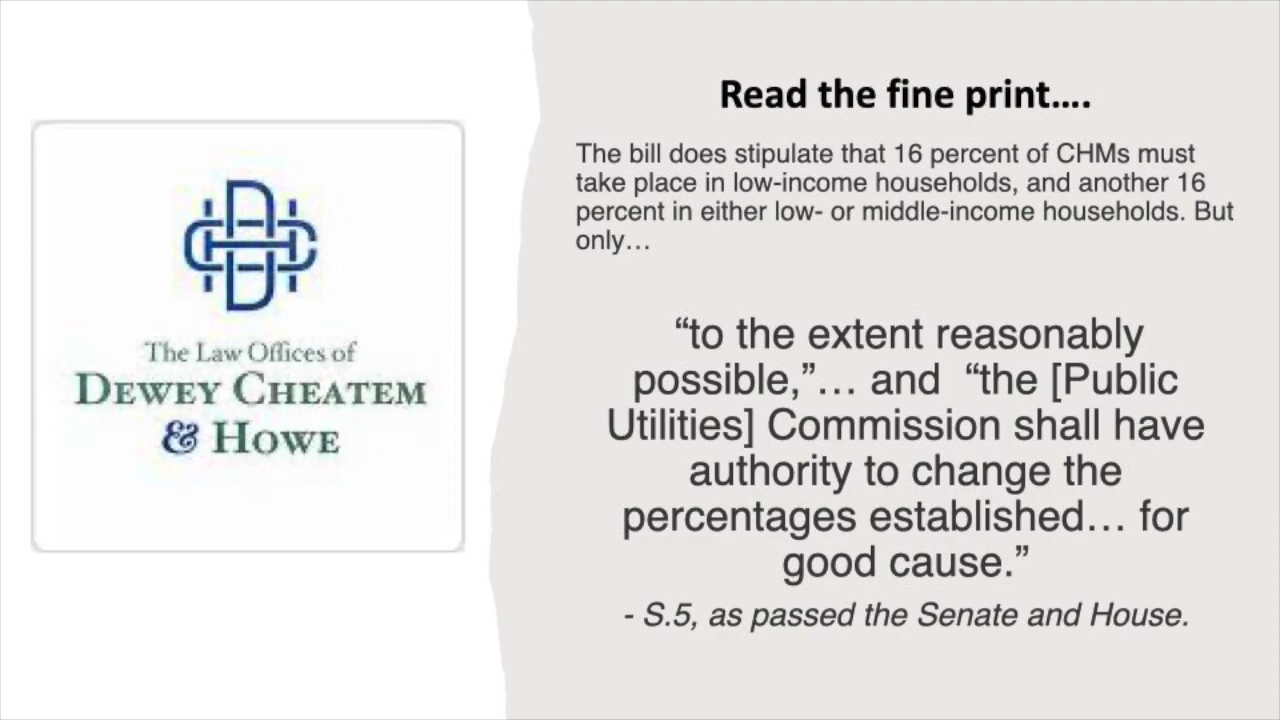 The Law Offices of
DEWEY CHEATEM
& HOWE
Read the fine print....
The bill does stipulate that 16 percent of CHMs must
take place in low-income households, and another 16
percent in either low- or middle-income households. But
only…
“to the extent reasonably
possible,”… and “the [Public
Utilities] Commission shall have
authority to change the
percentages established… for
good cause.”
- S.5, as passed the Senate and House.